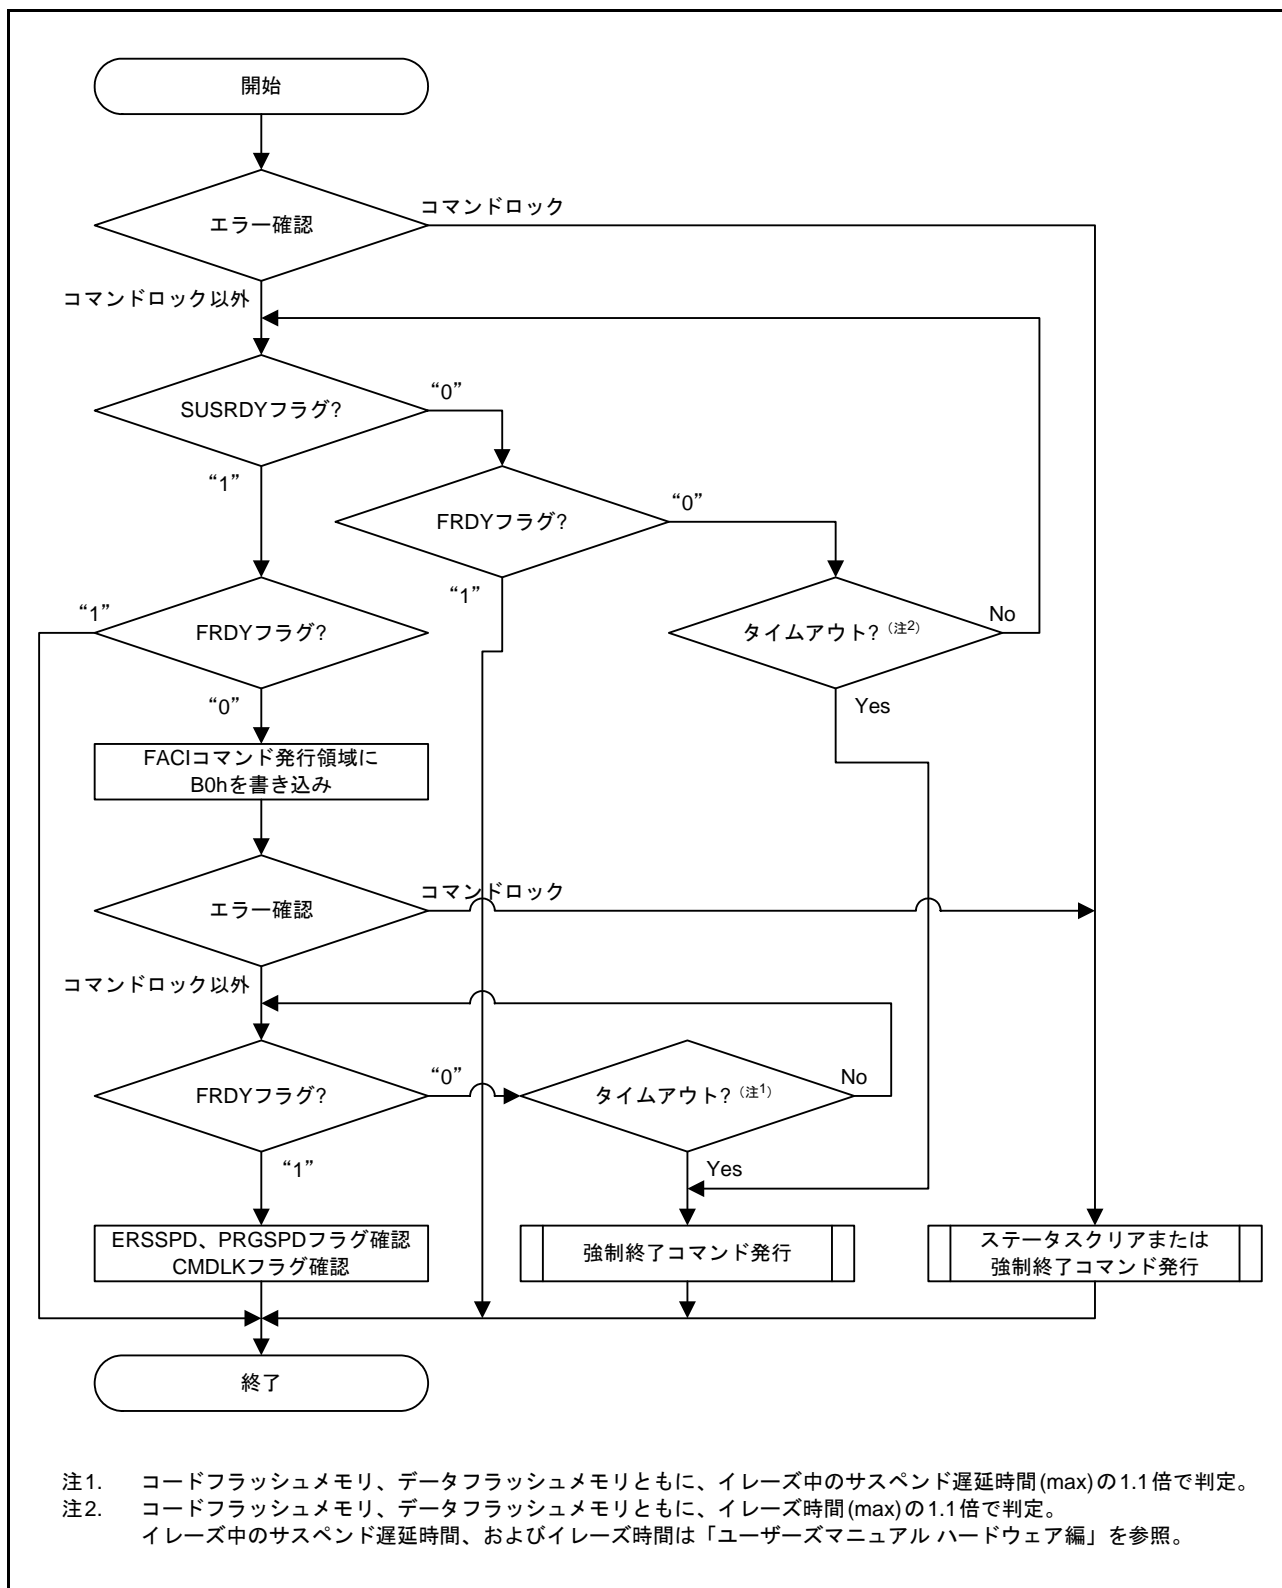 開始
エラー確認
コマンドロック
コマンドロック以外
SUSRDYフラグ?
“0”
“1”
FRDYフラグ?
“0”
“1”
タイムアウト?（注2）
No
Yes
“1”
FRDYフラグ?
“0”
FACIコマンド発行領域に
B0hを書き込み
エラー確認
コマンドロック
コマンドロック以外
FRDYフラグ?
“0”
タイムアウト?（注1）
No
“1”
Yes
ERSSPD、PRGSPDフラグ確認
CMDLKフラグ確認
強制終了コマンド発行
ステータスクリアまたは
強制終了コマンド発行
終了
注1. コードフラッシュメモリ、データフラッシュメモリともに、イレーズ中のサスペンド遅延時間(max)の1.1倍で判定。
注2. コードフラッシュメモリ、データフラッシュメモリともに、イレーズ時間(max)の1.1倍で判定。
イレーズ中のサスペンド遅延時間、およびイレーズ時間は「ユーザーズマニュアル ハードウェア編」を参照。